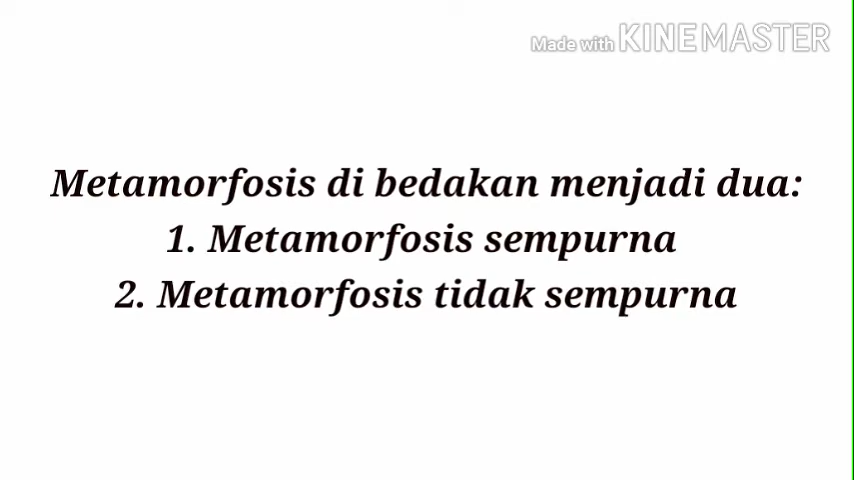 Made with KINEMASTER
Metamorfosis di bedakan menjadi dua:
1. Metamorfosis sempurna
2. Metamorfosis tidak sempurna